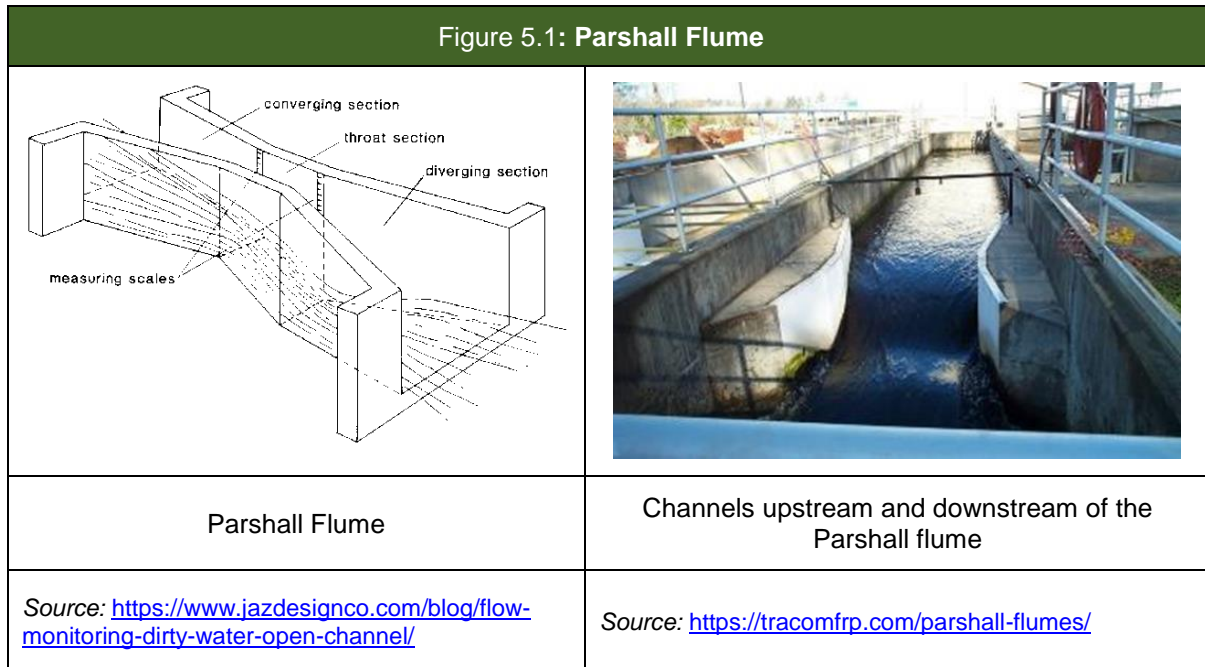 Figure 5.1: Parshall Flume
converging section
throat section
diverging section
measuring scales
Parshall Flume
Channels upstream and downstream of the
Parshall flume
Source: https://www.jazdesignco.com/blog/flow-
monitoring-dirty-water-open-channel/
Source: https://tracomfrp.com/parshall-flumes/